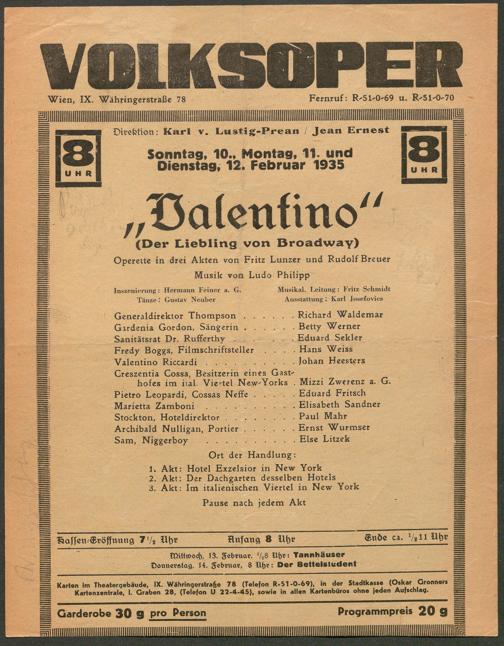 VOLKSOPER
Wien, IX. Währingerstraße 78 Fernruf: R-51-0-69 u. R-51-0-70
Direktion: Karl v. Lustig-Prean / Jean Ernest
8 UHR
Sonntag, 10., Montag, 11. und
Dienstag, 12. Februar 1935
8 UHR
„Valentino“
(Der Liebling von Broadway)
Operette in drei Akten von Fritz Lunzer und Rudolf Breuer
Musik von Ludo Philipp
Inszenierung: Hermann Feiner a. G. Musikal. Leitung: Fritz Schmidt
Tänze: Gustav Neuber Ausstattung: Karl Josefovics
Generaldirektor Thompson . . . . . . Richard Waldemar
Gardenia Gordon, Sängerin . . . . . . Betty Werner
Sanitätsrat Dr. Rufferthy . . . . . . . Eduard Sekler
Fredy Boggs, Filmschriftsteller . . . . Hans Weiss
Valentino Riccardi . . . . . . . . . . Johan Heesters
Creszentia Cossa, Besitzerin eines Gast-
hofes im ital. Viertel New-Yorks . Mizzi Zwerenz a. G.
Pietro Leopardi, Cossas Neffe . . . . . Eduard Fritsch
Marietta Zamboni . . . . . . . . . . Elisabeth Sandner
Stockton, Hoteldirektor . . . . . . . Paul Mahr
Archibald Nulligan, Portier . . . . . . Ernst Wurmser
Sam, Niggerboy . . . . . . . . . . . Else Litzek
Ort der Handlung:
1. Akt: Hotel Exzelsior in New York
2. Akt: Der Dachgarten desselben Hotels
3. Akt: Im italienischen Viertel in New York
Pause nach jedem Akt
Kassen-Eröffnung 7 1/2 Uhr Anfang 8 Uhr Ende ca. 1/2 11 Uhr
Mittwoch, 13. Februar, 1/2 8 Uhr: Tannhäuser
Donnerstag, 14. Februar, 8 Uhr: Der Bettelstudent
Karten im Theatergebäude, IX. Währingerstraße 78 (Telefon R-51-0-69), in der Stadtkasse (Oskar Gronners
Kartenzentrale, I. Graben 28, (Telefon U 22-4-45), sowie in allen Kartenbüros ohne jeden Aufschlag.
Garderobe 30 g pro Person Programmpreis 20 g